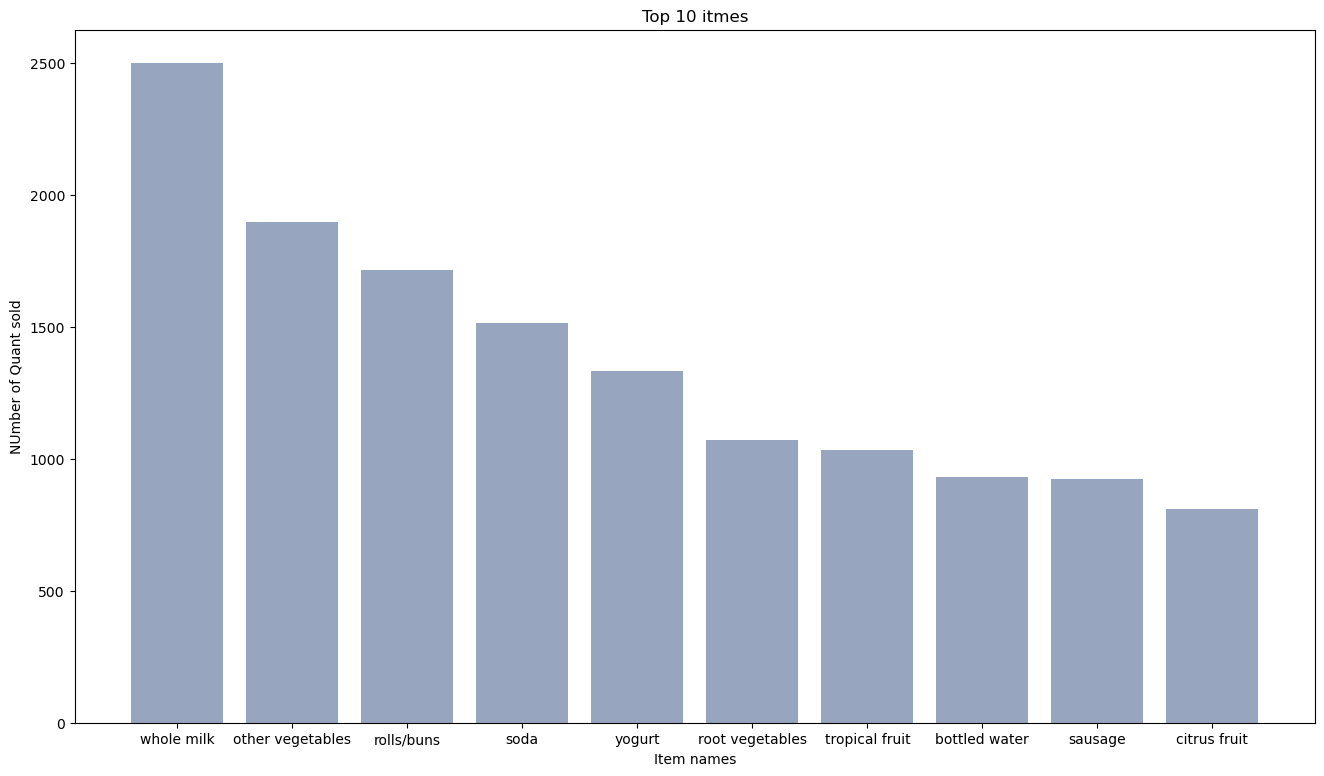 Top 10 itmes
NUmber of Quant sold
2500
2000
1500
1000
500
0
whole milk other vegetables rolls/buns soda yogurt root vegetables tropical fruit bottled water sausage citrus fruit
Item names